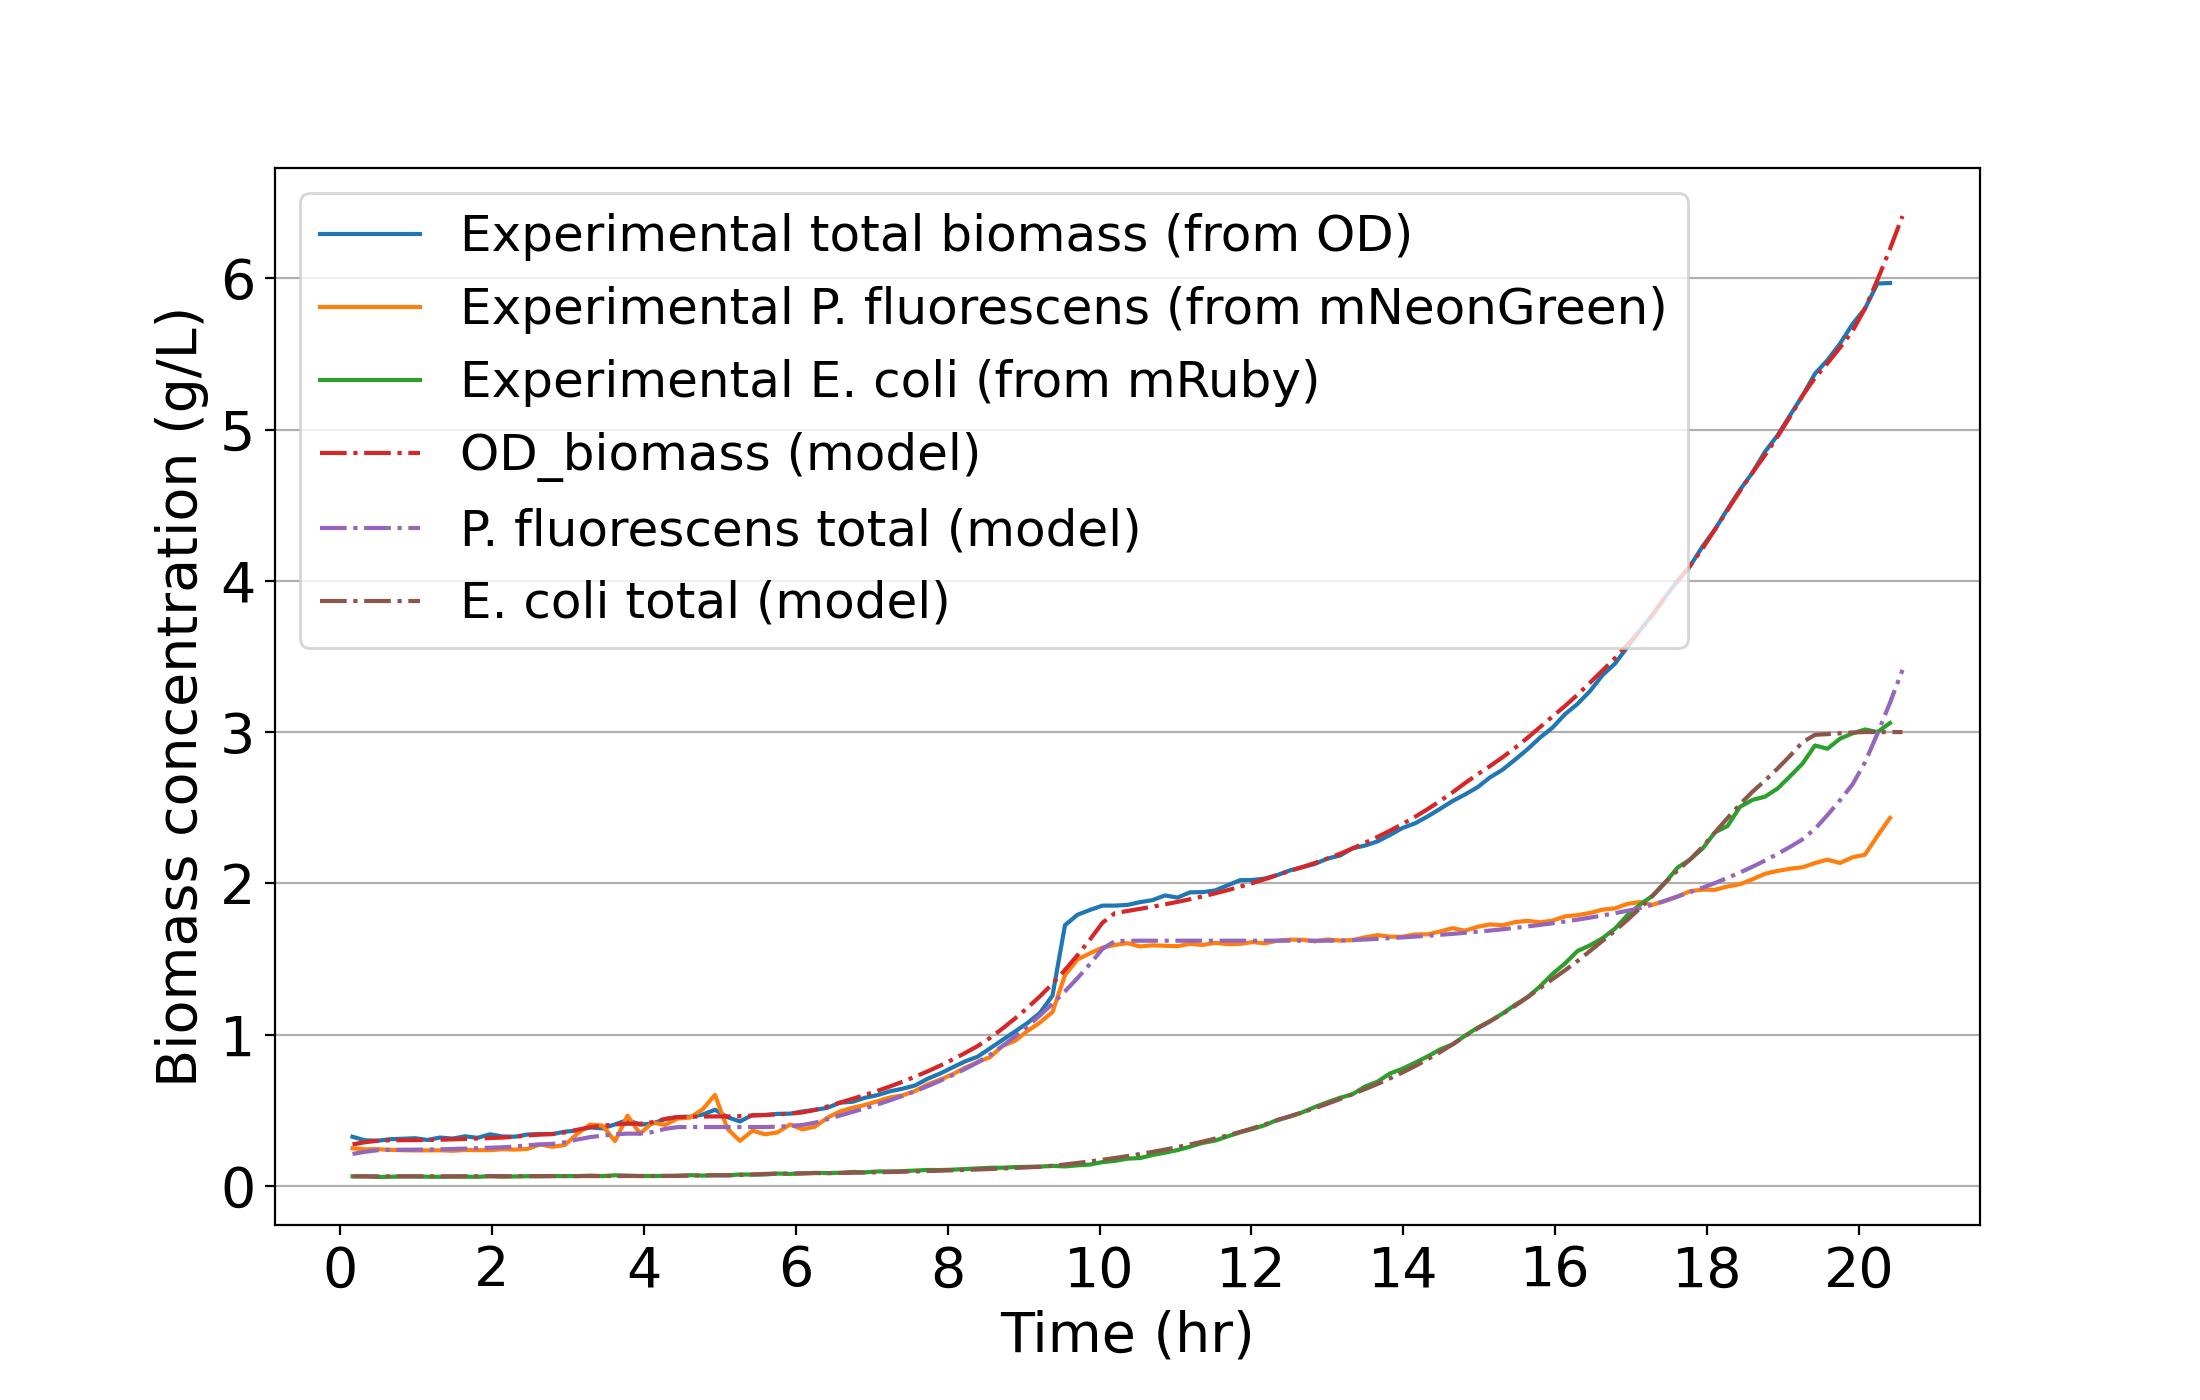 Experimental total biomass (from OD)
Experimental P. fluorescens (from mNeonGreen)
Experimental E. coli (from mRuby)
OD_biomass (model)
P. fluorescens total (model)
E. coli total (model)
Biomass concentration (g/L)
6
5
4
3
2
1
0
0 2 4 6 8 10 12 14 16 18 20
Time (hr)